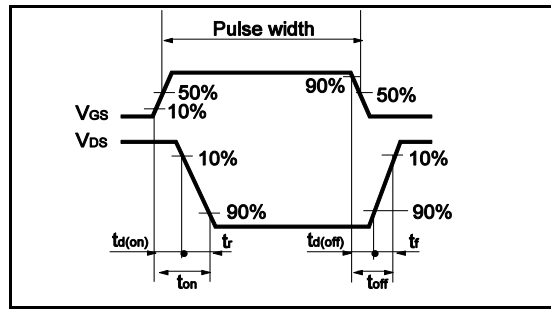 Pulse width
90%
50%
50%
10%
VGS
VDS
10%
10%
90%
90%
td(on)
tr
td(off)
tf
ton
toff